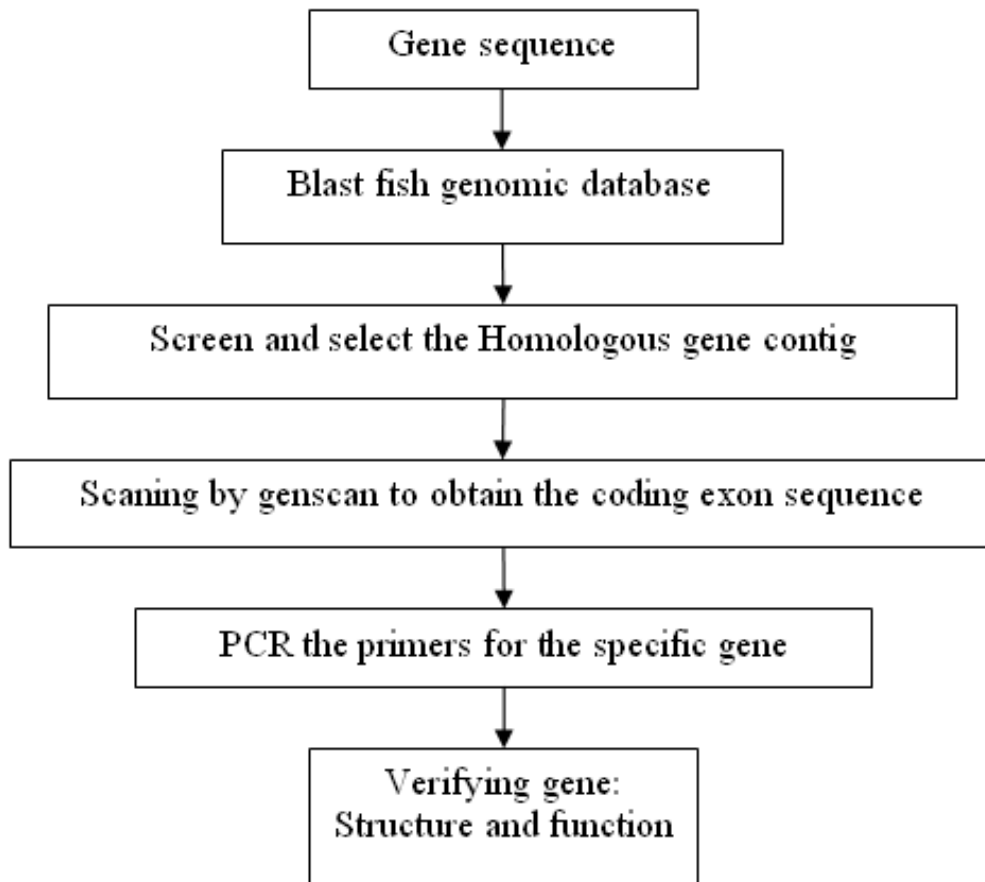 Gene sequence
Blast fish genomic database
Screen and select the Homologous gene contig
Scaning by genscan to obtain the coding exon sequence
PCR the primers for the specific gene
Verifying gene:
Structure and function